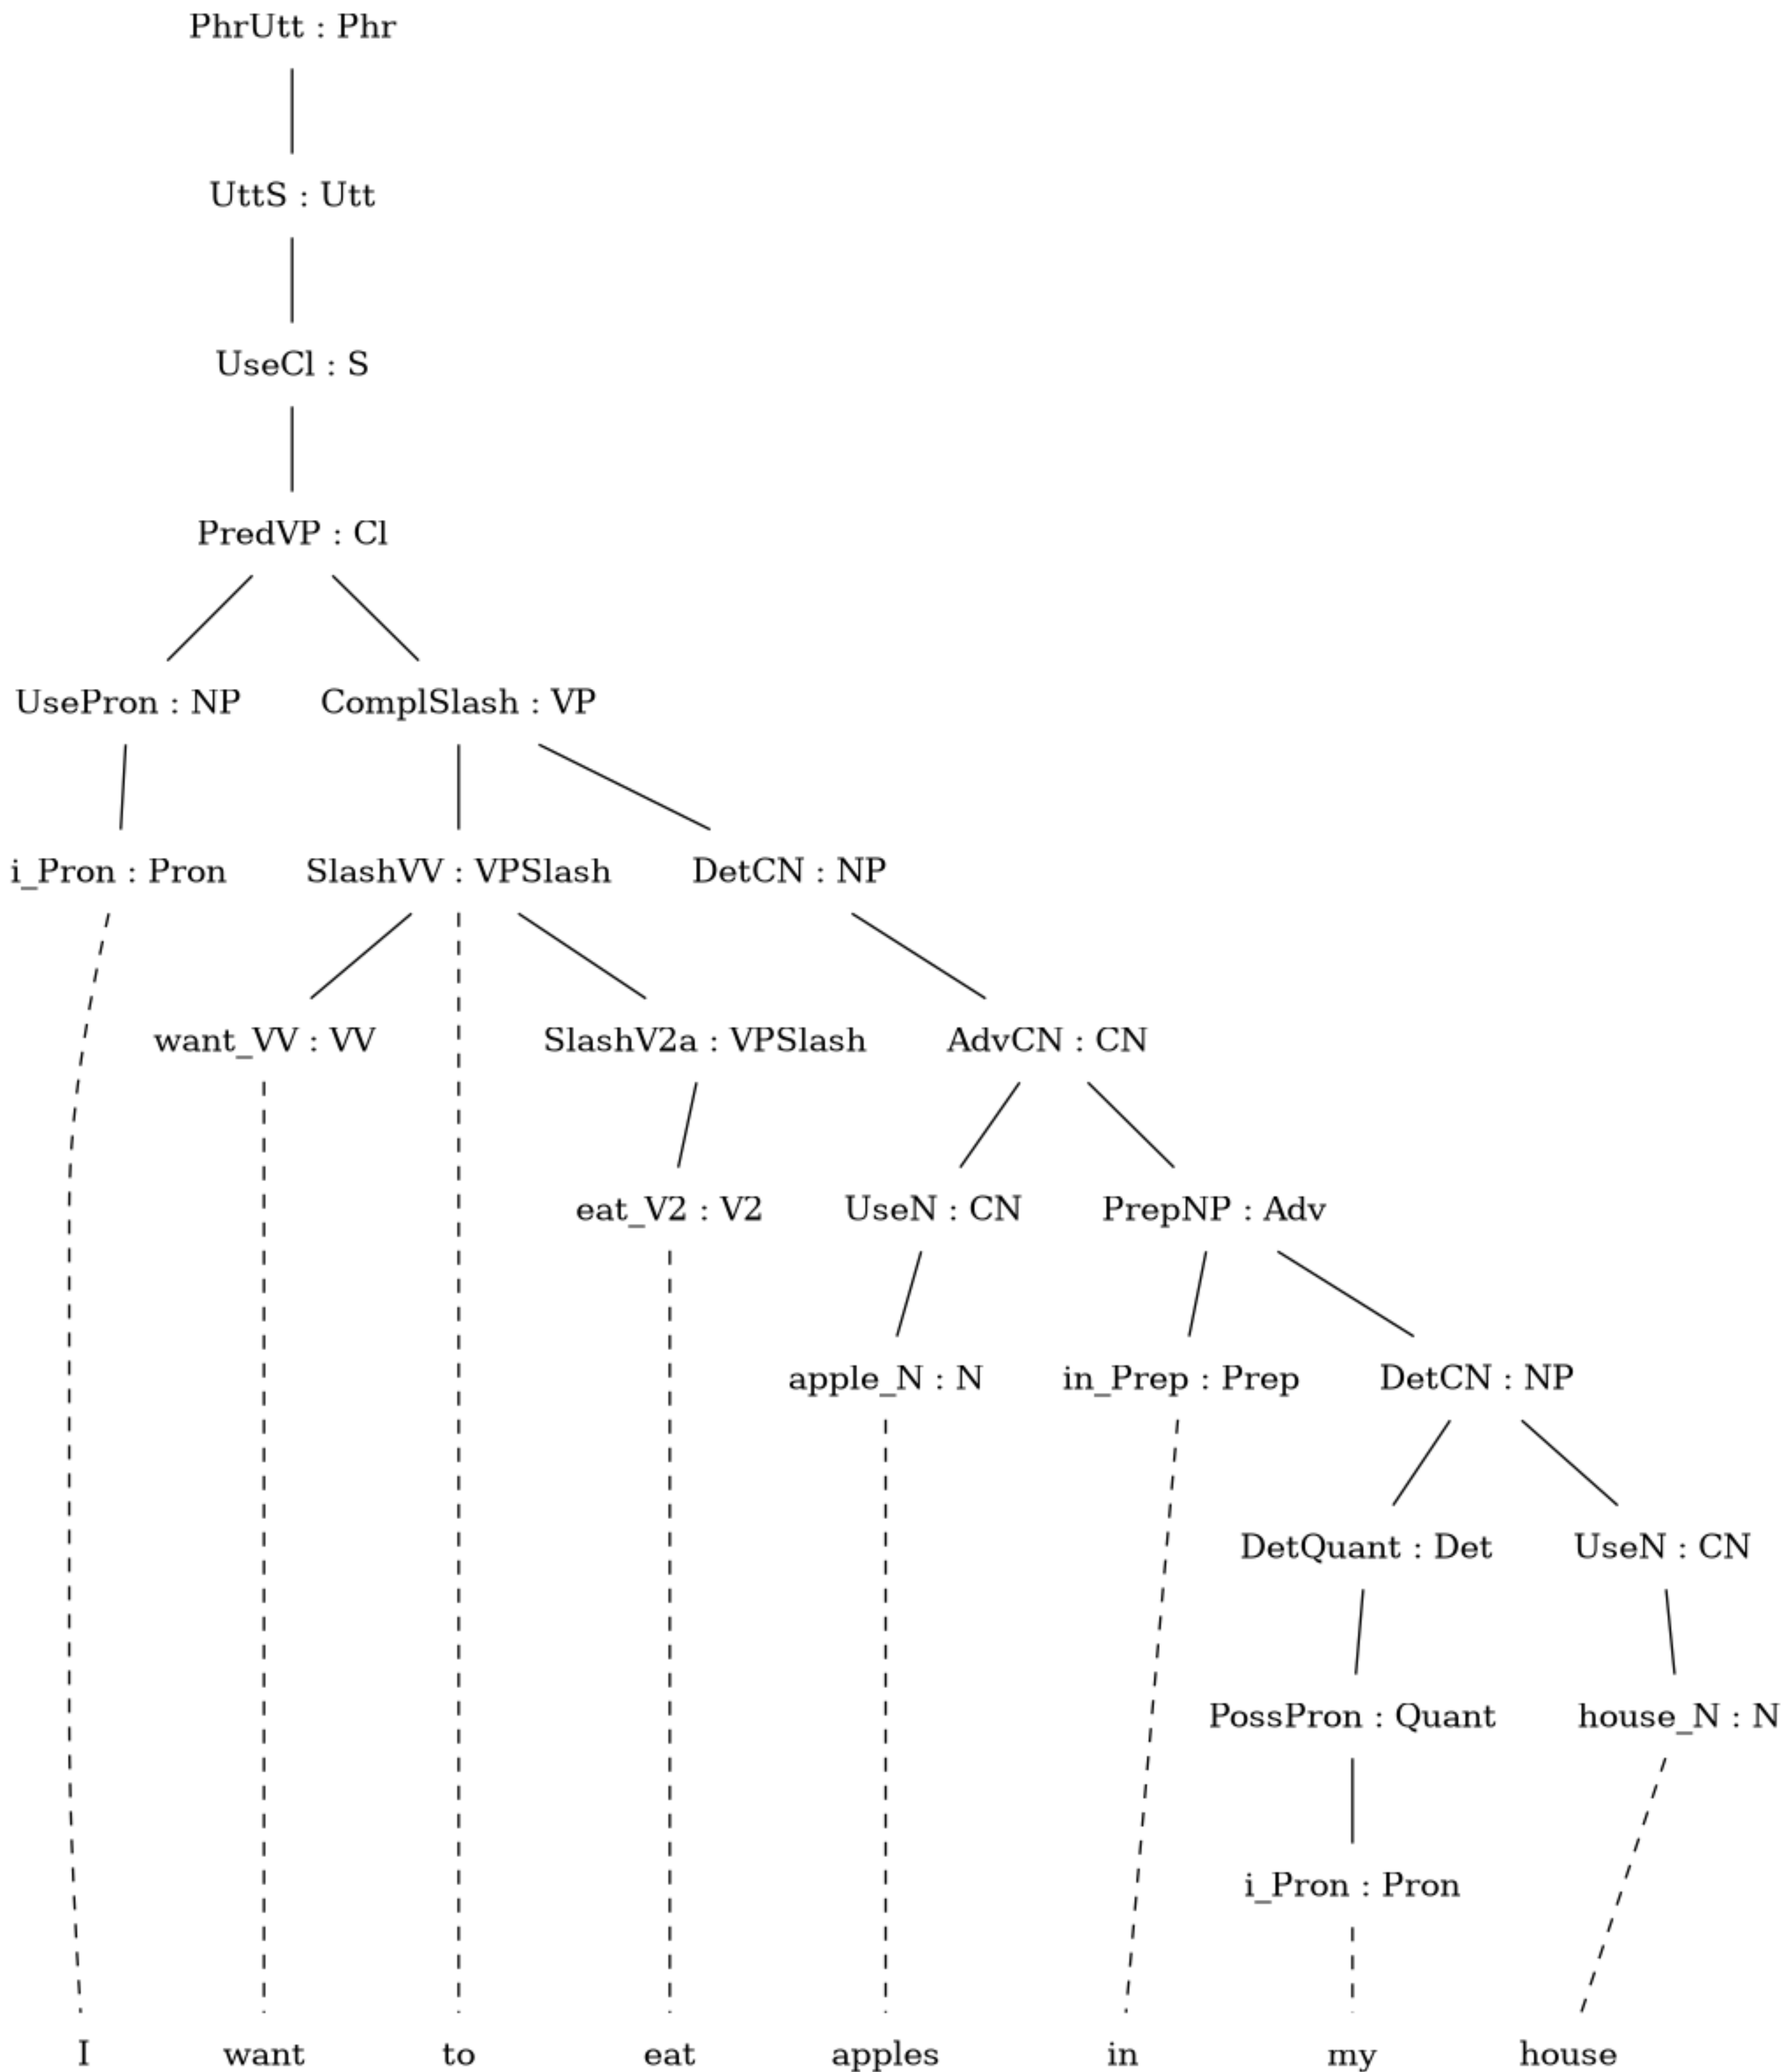 PhrUtt : Phr
UttS : Utt
UseCl : S
PredVP : Cl
UsePron : NP ComplSlash : VP
i_Pron : Pron SlashVV : VPSlash DetCN : NP
want_VV : VV SlashV2a : VPSlash AdvCN : CN
eat_V2 : V2 UseN : CN PrepNP : Adv
apple_N : N in_Prep : Prep DetCN : NP
DetQuant : Det UseN : CN
PossPron : Quant house_N : N
i_Pron : Pron
I want to eat apples in my house